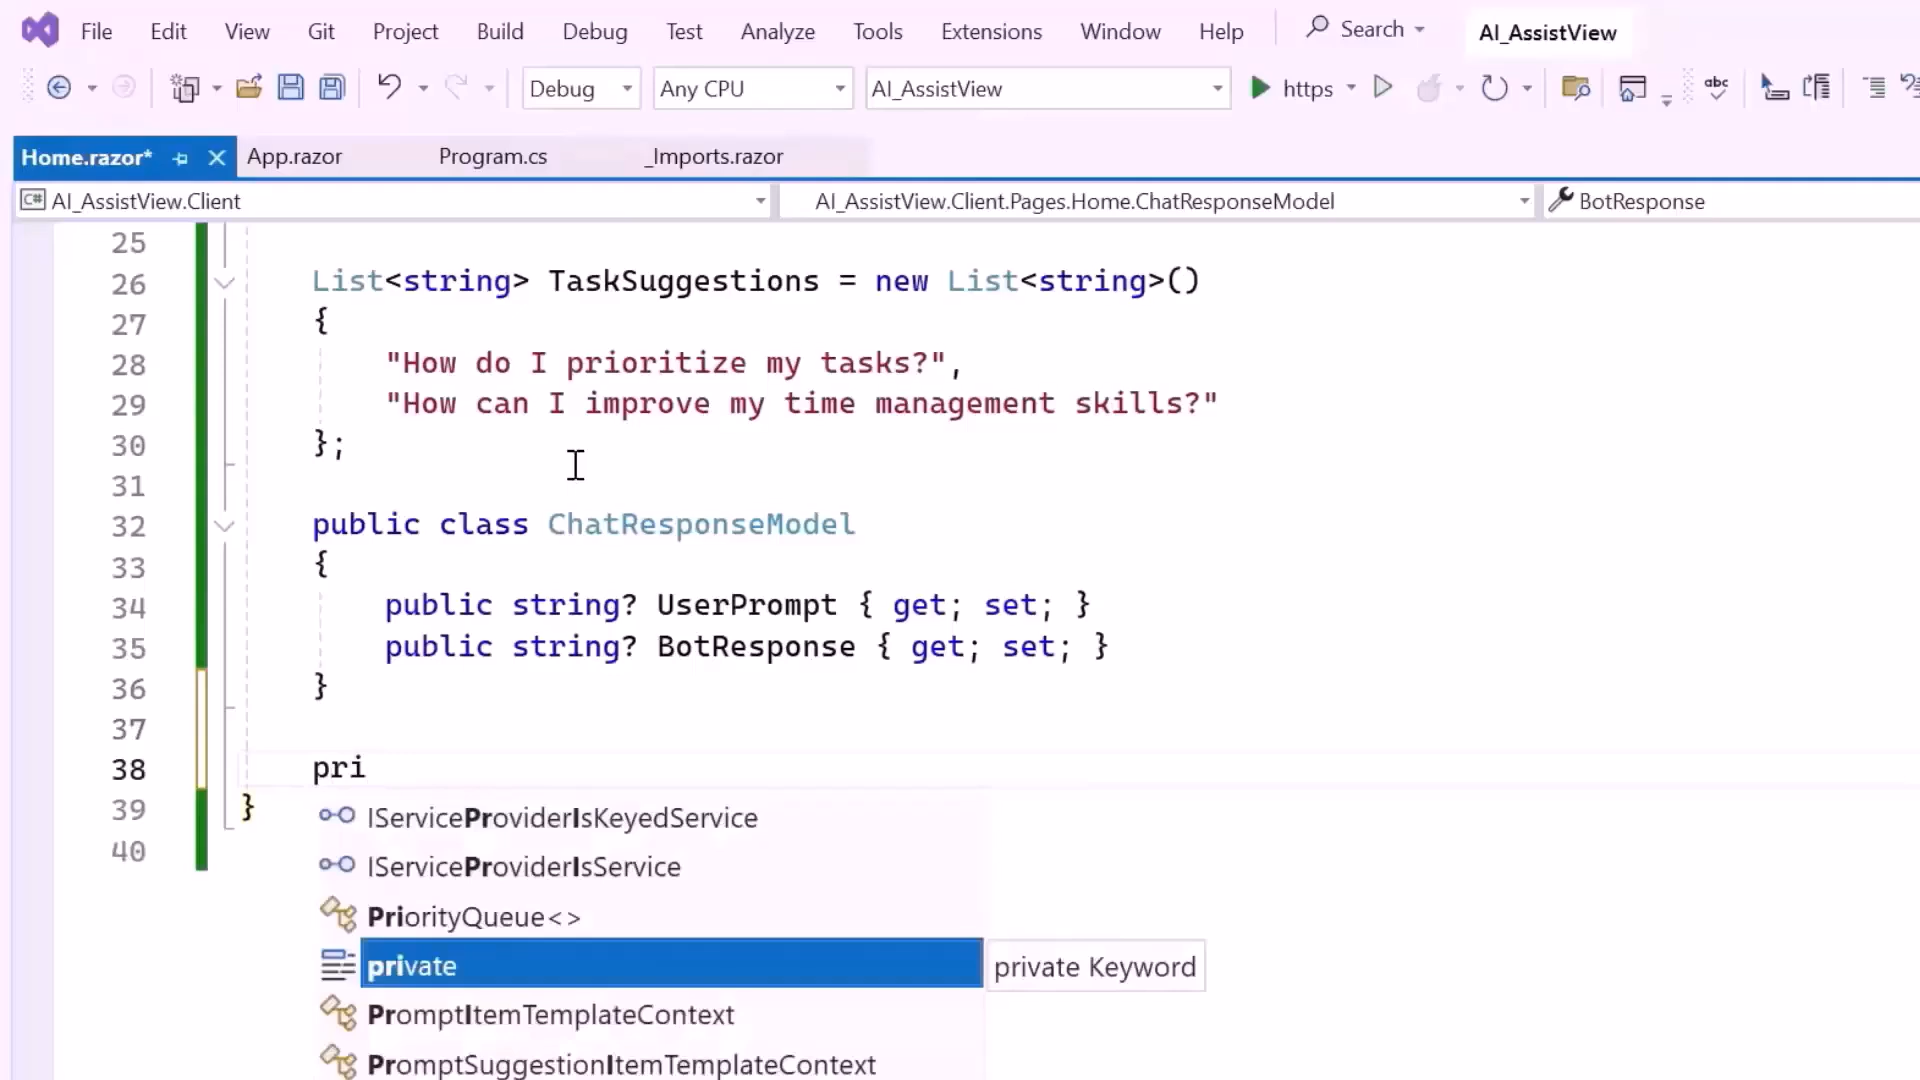 File Edit View Git Project Build Debug Test Analyze Tools Extensions Window Help Search AI_AssistView
Debug Any CPU AI_AssistView https abc
Home.razor* App.razor Program.cs _Imports.razor
C# AI_AssistView.Client AI_AssistView.Client.Pages.Home.ChatResponseModel BotResponse
25
26 List<string> TaskSuggestions = new List<string>()
27 {
28 "How do I prioritize my tasks?",
29 "How can I improve my time management skills?"
30 };
31
32 public class ChatResponseModel
33 {
34 public string? UserPrompt { get; set; }
35 public string? BotResponse { get; set; }
36 }
37
38 pri
39 }
40
IServiceProviderIsKeyedService
IServiceProviderIsService
PriorityQueue<>
private private Keyword
PromptItemTemplateContext
PromptSuggestionItemTemplateContext